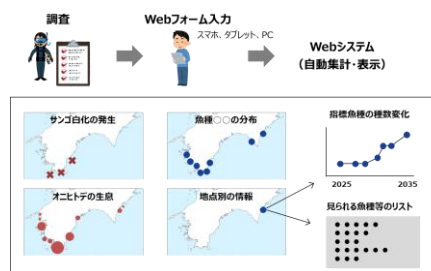 調査
Webフォーム入力
スマホ、タブレット、PC
Webシステム
（自動集計・表示）
サンゴ白化の発生
魚種○○の分布
指標魚種の種数変化
2025
2035
オニヒトデの生息
地点別の情報
見られる魚種等のリスト